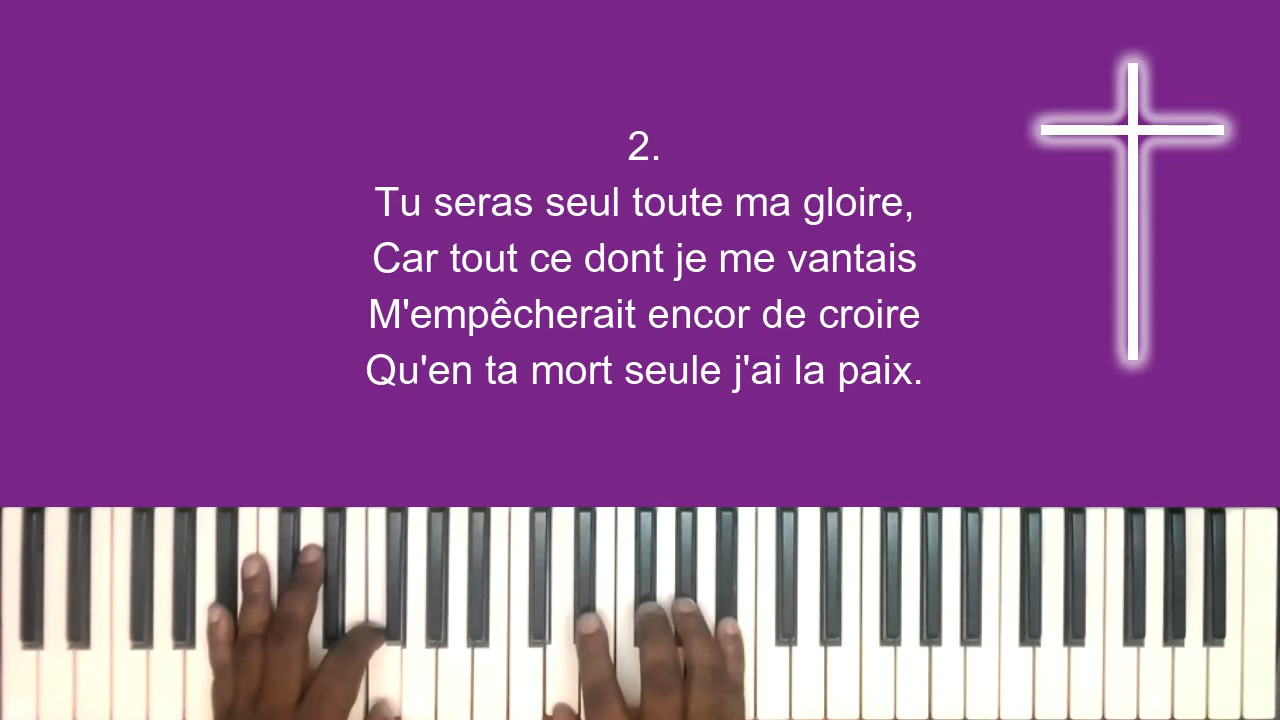 2.
Tu seras seul toute ma gloire,
Car tout ce dont je me vantais
M'empêcherait encor de croire
Qu'en ta mort seule j'ai la paix.